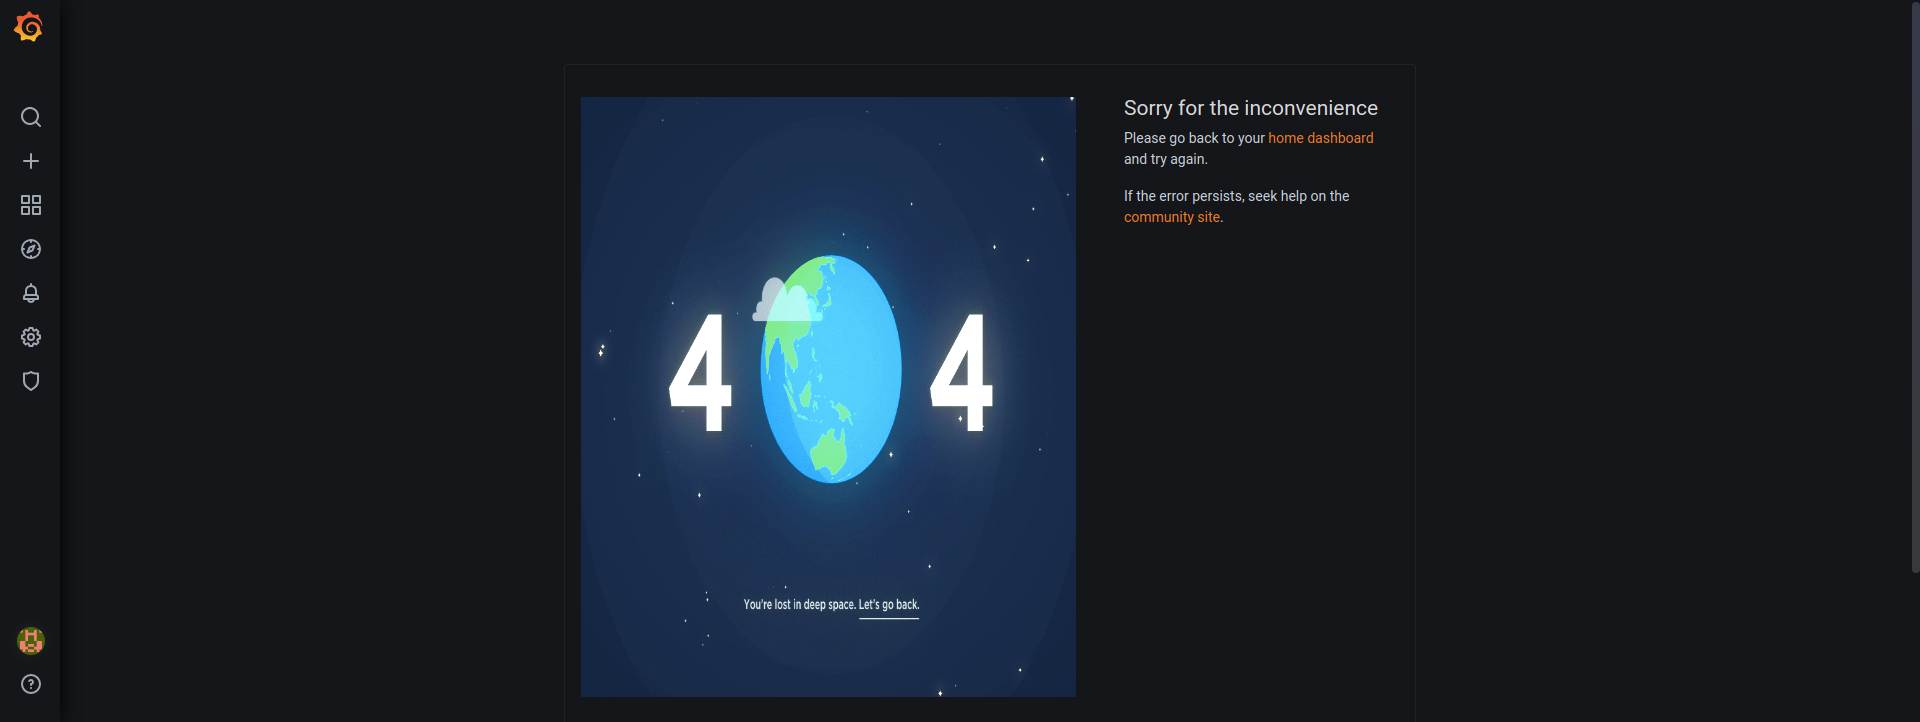 Sorry for the inconvenience
Please go back to your home dashboard
and try again.
If the error persists, seek help on the
community site.
4 4
You're lost in deep space. Let's go back.